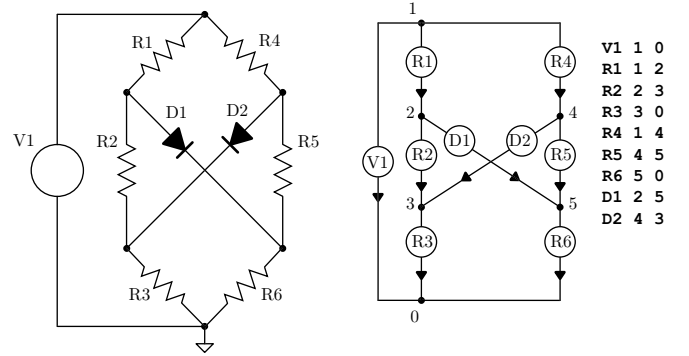 R1
R4
D1
D2
R2
R5
V1
R3
R6
1
R1
R4
2
4
D1
D2
V1
R2
R5
3
5
R3
R6
0
V1 1 0
R1 1 2
R2 2 3
R3 3 0
R4 1 4
R5 4 5
R6 5 0
D1 2 5
D2 4 3